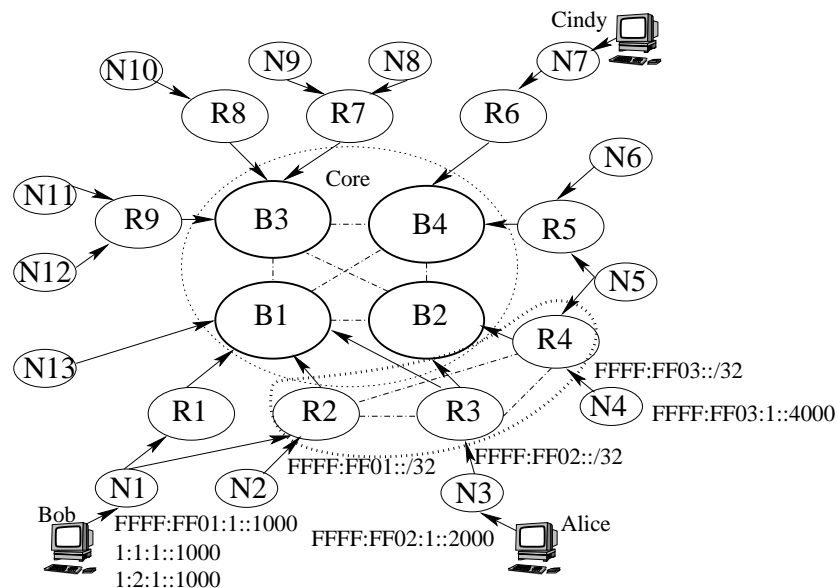 Cindy
N10
N9
N8
N7
R8
R7
R6
N6
Core
N11
R9
B3
B4
R5
N12
N5
B1
B2
R4
N13
FFFF:FF03::/32
R1
R2
R3
N4
FFFF:FF03:1::4000
FFFF:FF01::/32
FFFF:FF02::/32
N1
N2
N3
Bob
FFFF:FF01:1::1000
Alice
FFFF:FF02:1::2000
1:1:1::1000
1:2:1::1000